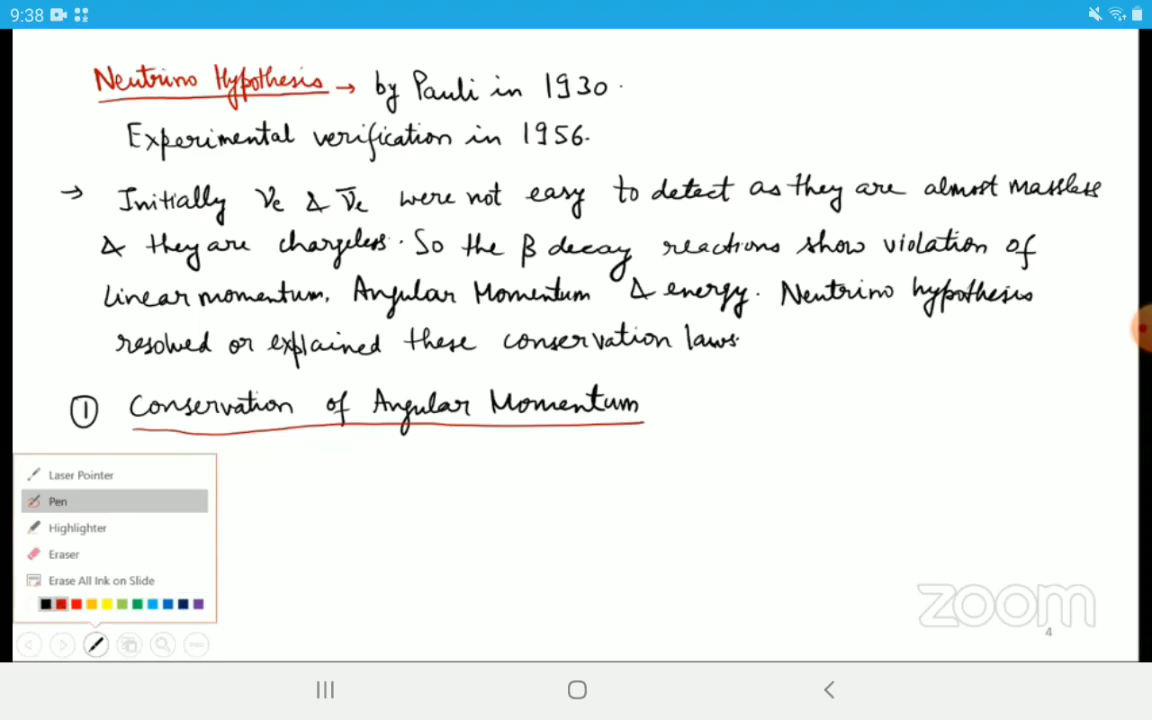 9:38
Neutrino Hypothesis → by Pauli in 1930.
Experimental verification in 1956.
→ Initially νe & ν̄e were not easy to detect as they are almost massless
& they are chargeless. So the β decay reactions show violation of
Linear momentum, Angular Momentum & energy. Neutrino hypothesis
resolved or explained these conservation laws.
① Conservation of Angular Momentum
Laser Pointer
Pen
Highlighter
Eraser
Erase All Ink on Slide
zoom
4